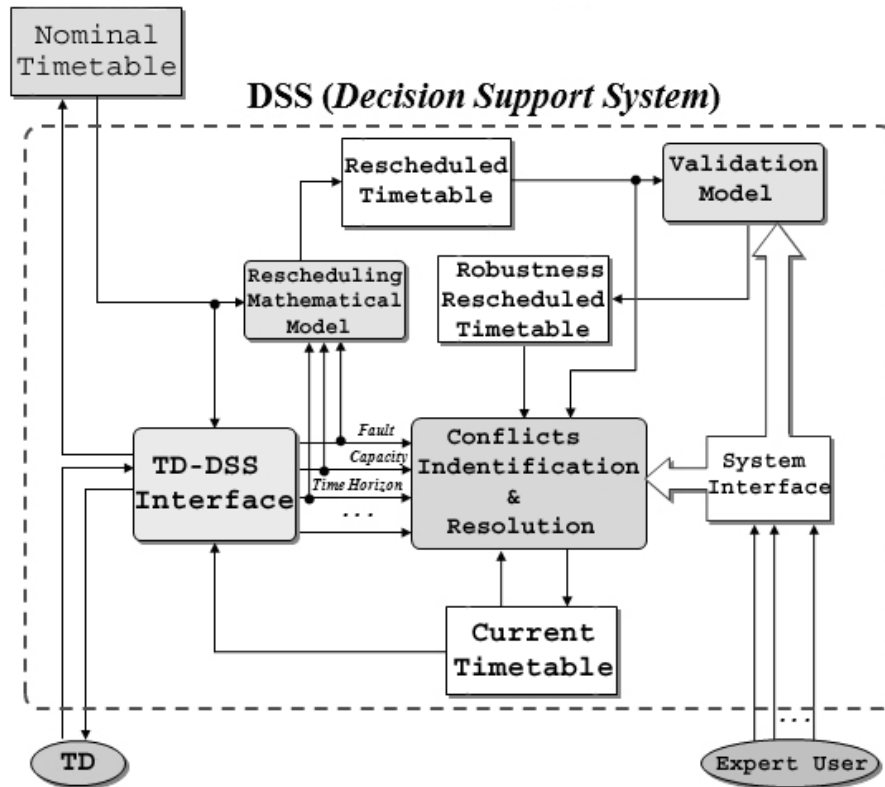 Nominal
Timetable
DSS (Decision Support System)
Rescheduled
Timetable
Validation
Model
Rescheduling
Mathematical
Model
Robustness
Rescheduled
Timetable
TD-DSS
Interface
Fault
Capacity
Time Horizon
...
Conflicts
Indentification
&
Resolution
System
Interface
Current
Timetable
...
TD
Expert User